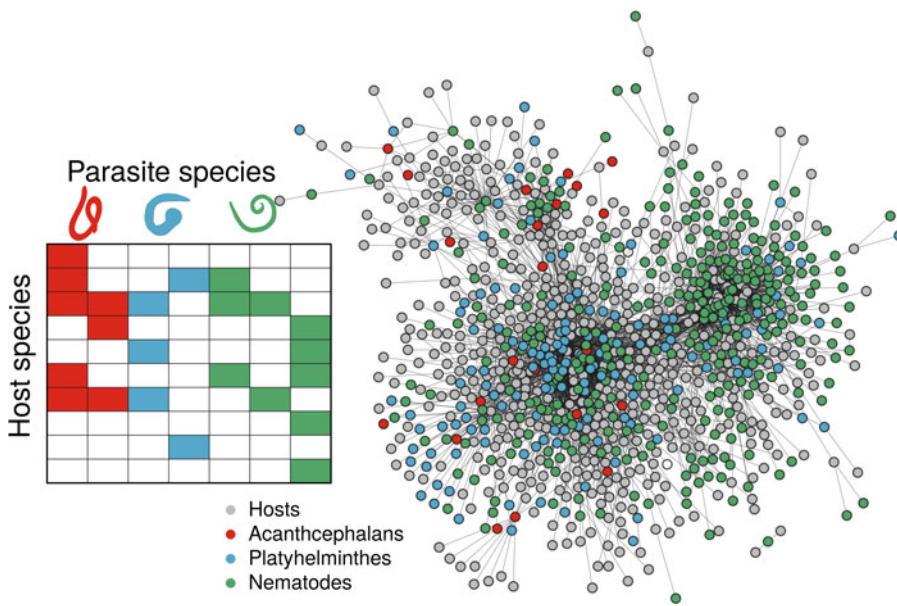 Parasite species
Host species
Hosts
Acanthcephalans
Platyhelminthes
Nematodes